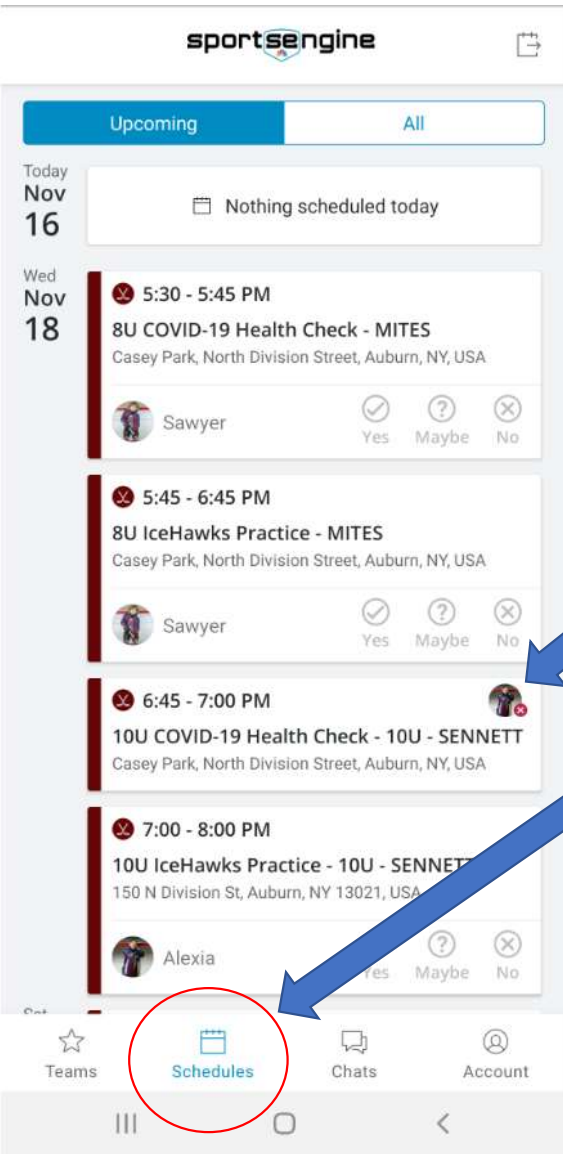 sportsengine
Upcoming
All
Today
Nov
16
Nothing scheduled today
Wed
Nov
18
5:30 - 5:45 PM
8U COVID-19 Health Check - MITES
Casey Park, North Division Street, Auburn, NY, USA
Sawyer
Yes Maybe No
5:45 - 6:45 PM
8U IceHawks Practice - MITES
Casey Park, North Division Street, Auburn, NY, USA
Sawyer
Yes Maybe No
6:45 - 7:00 PM
10U COVID-19 Health Check - 10U - SENNETT
Casey Park, North Division Street, Auburn, NY, USA
7:00 - 8:00 PM
10U IceHawks Practice - 10U - SENNETT
150 N Division St, Auburn, NY 13021, USA
Alexia
Yes Maybe No
Teams
Schedules
Chats
Account